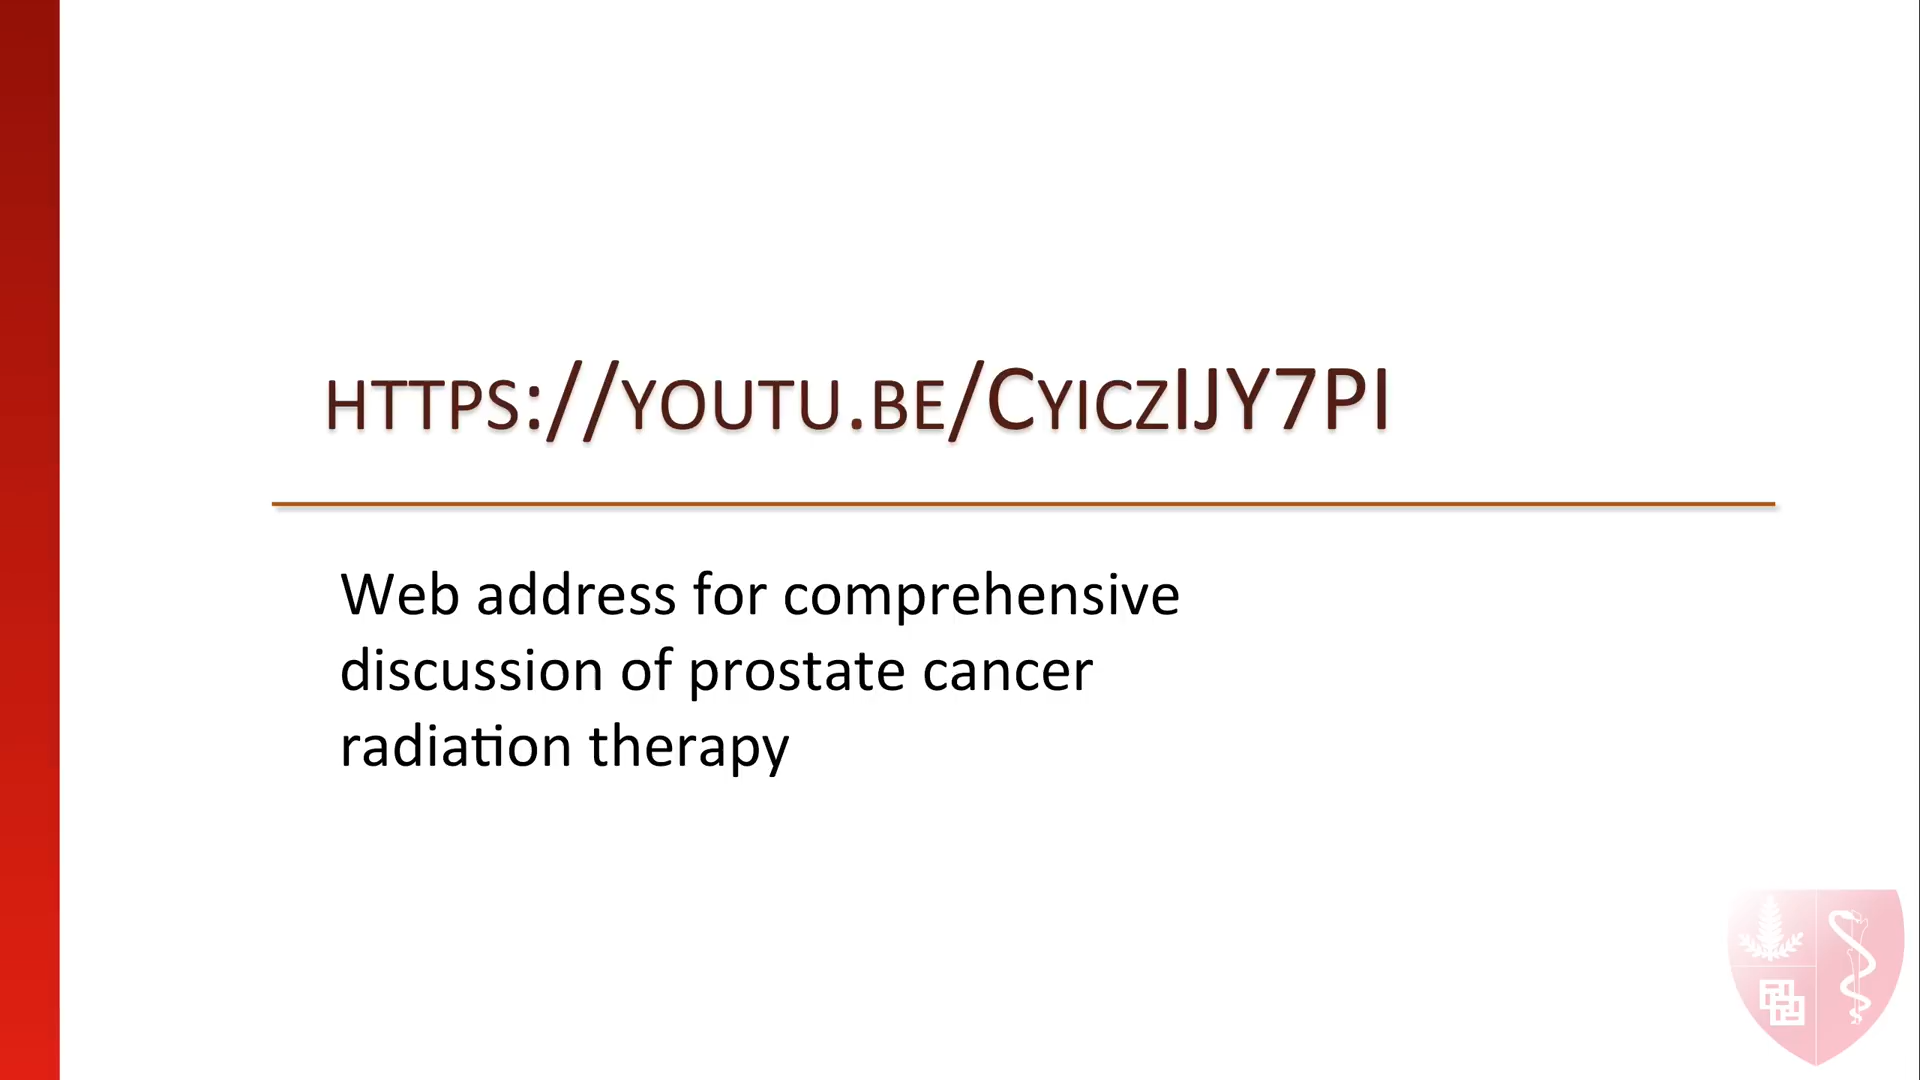 https://youtu.be/CyiczIJY7PI
Web address for comprehensive
discussion of prostate cancer
radiation therapy